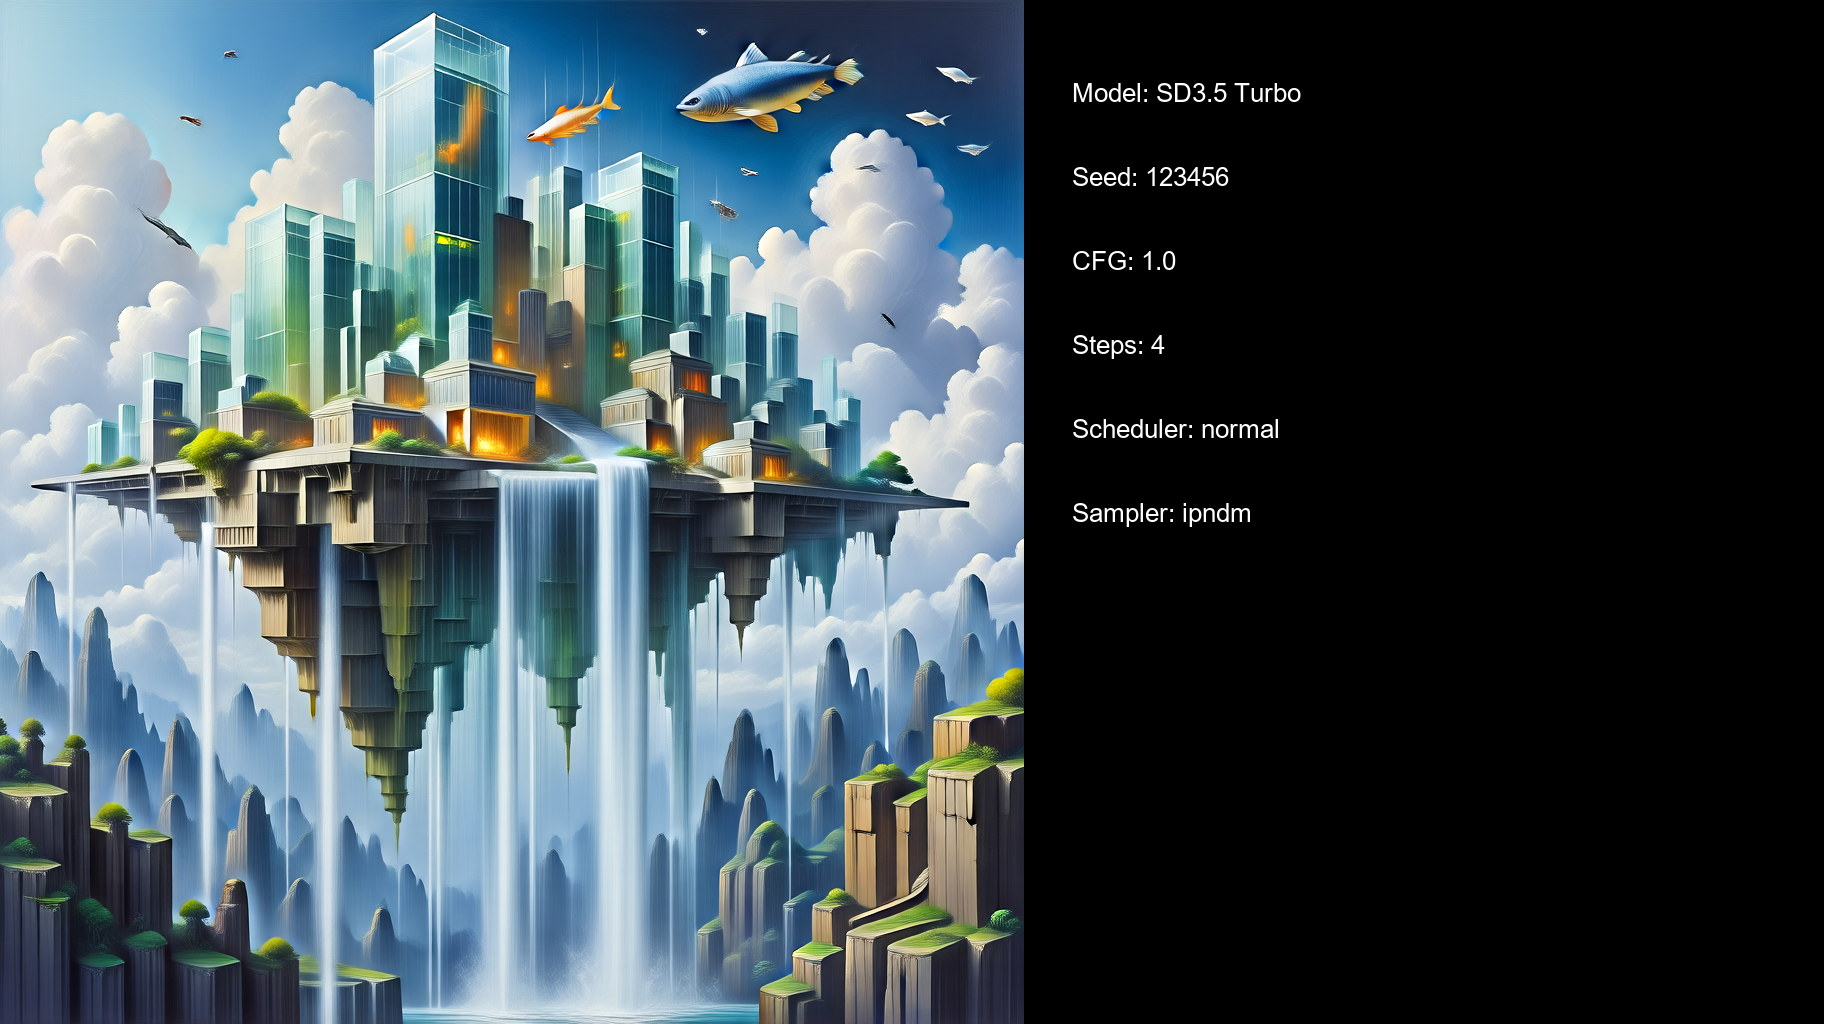 Model: SD3.5 Turbo
Seed: 123456
CFG: 1.0
Steps: 4
Scheduler: normal
Sampler: ipndm